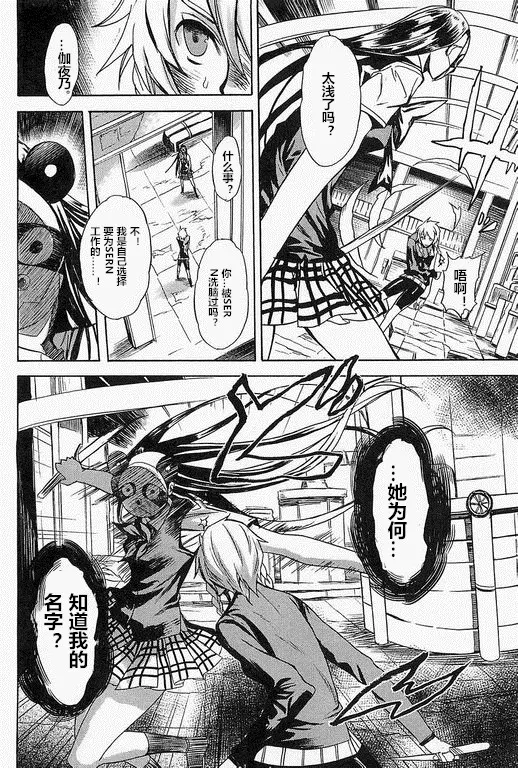 太浅了吗？
唔啊！
…伽夜乃。
什么事？
你…被SER
N洗脑过吗？
不！
我是自己选择
要为SERN
工作的……！
…她为何…
知道我的
名字？